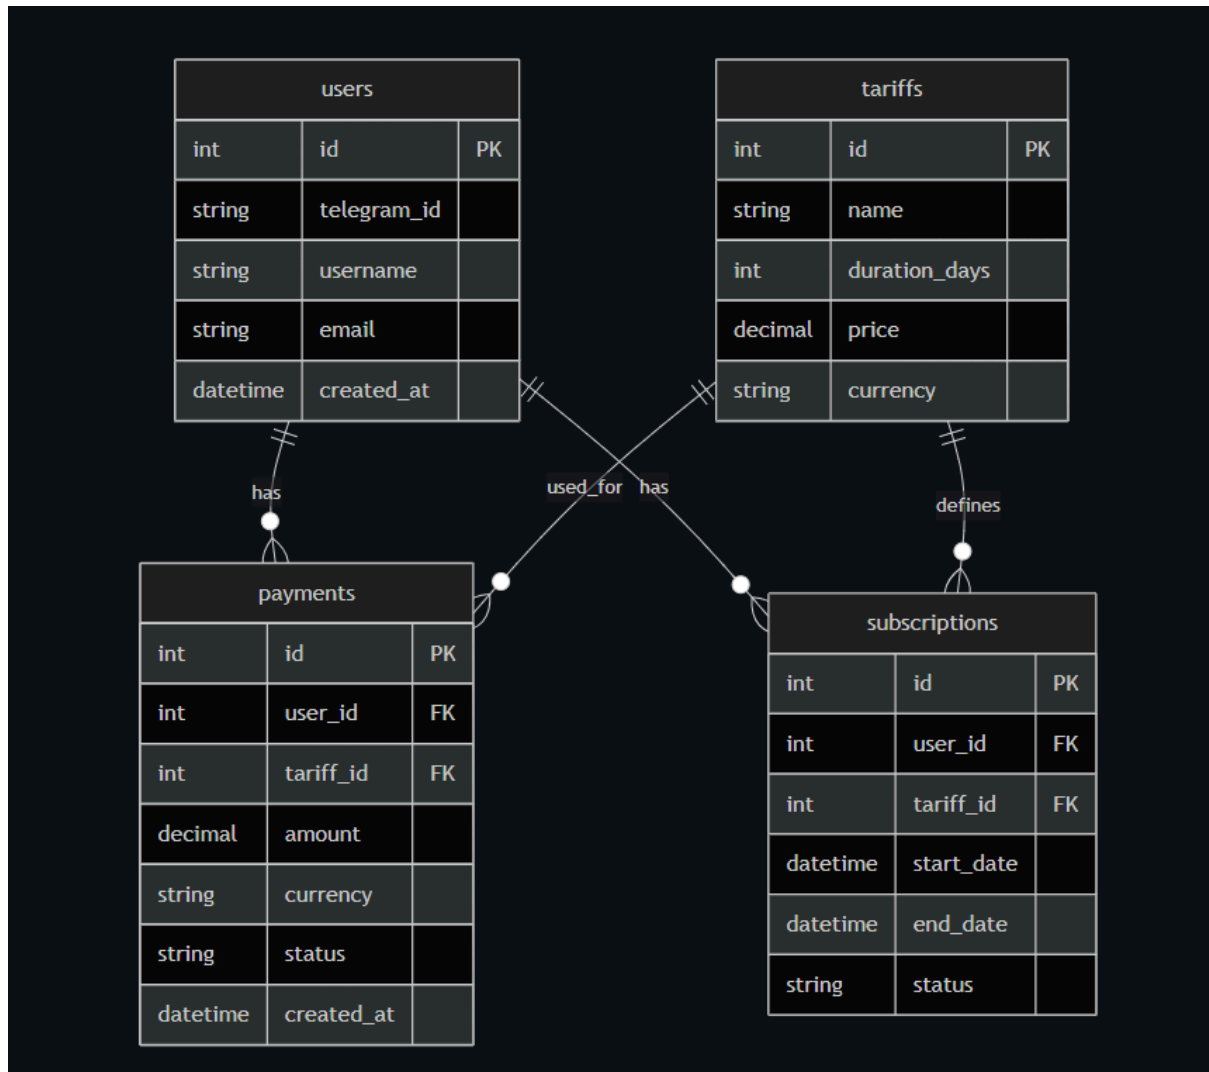 users
int id PK
string telegram_id
string username
string email
datetime created_at
tariffs
int id PK
string name
int duration_days
decimal price
string currency
has
used_for
has
defines
payments
int id PK
int user_id FK
int tariff_id FK
decimal amount
string currency
string status
datetime created_at
subscriptions
int id PK
int user_id FK
int tariff_id FK
datetime start_date
datetime end_date
string status